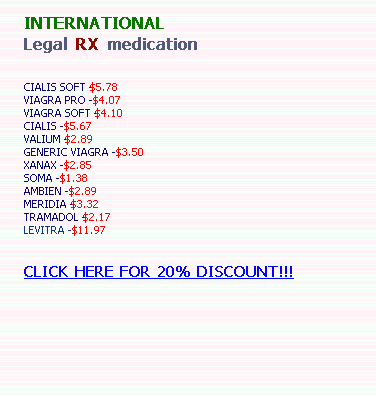 INTERNATIONAL
Legal RX medication
CIALIS SOFT $5.78
VIAGRA PRO -$4.07
VIAGRA SOFT $4.10
CIALIS -$5.67
VALIUM $2.89
GENERIC VIAGRA -$3.50
XANAX -$2.85
SOMA -$1.38
AMBIEN -$2.89
MERIDIA $3.32
TRAMADOL $2.17
LEVITRA -$11.97
CLICK HERE FOR 20% DISCOUNT!!!